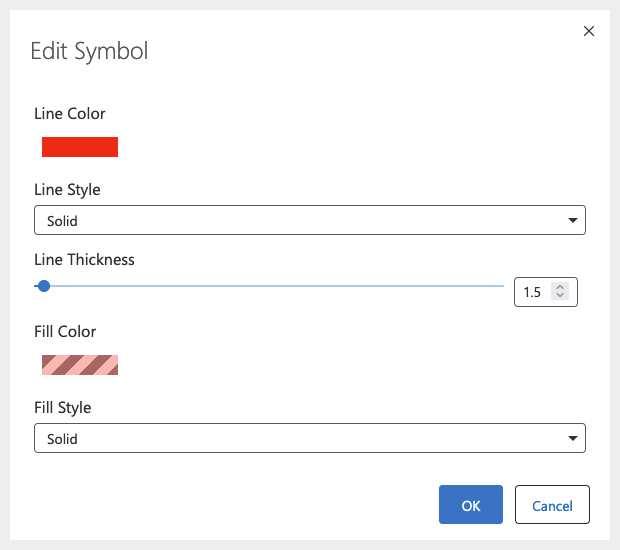 Edit Symbol
Line Color
Line Style
Solid
Line Thickness
1.5
Fill Color
Fill Style
Solid
OK
Cancel